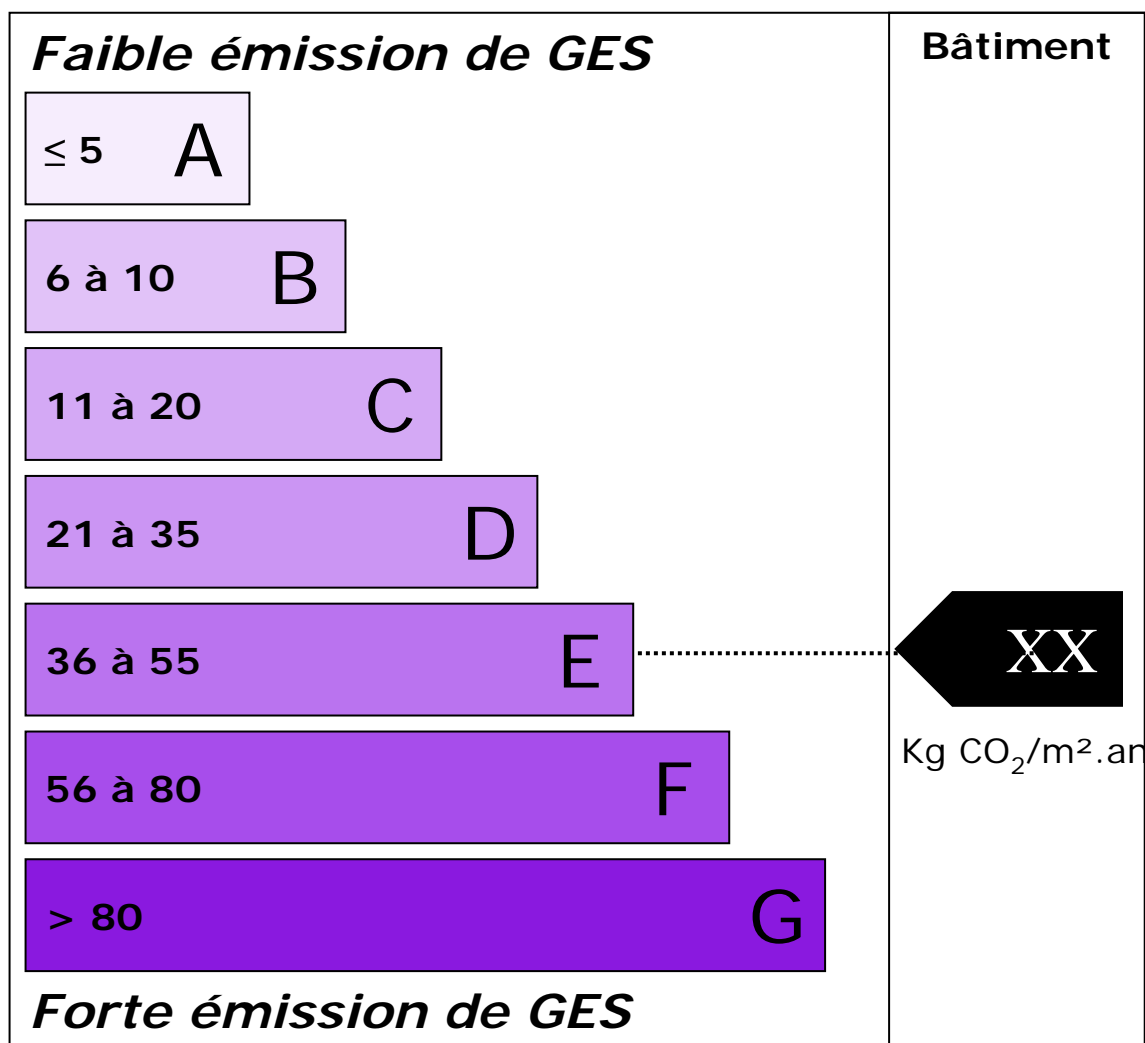 Faible émission de GES
Bâtiment
≤ 5 A
6 à 10 B
11 à 20 C
21 à 35 D
36 à 55 E
XX
Kg CO₂/m².an
56 à 80 F
> 80 G
Forte émission de GES